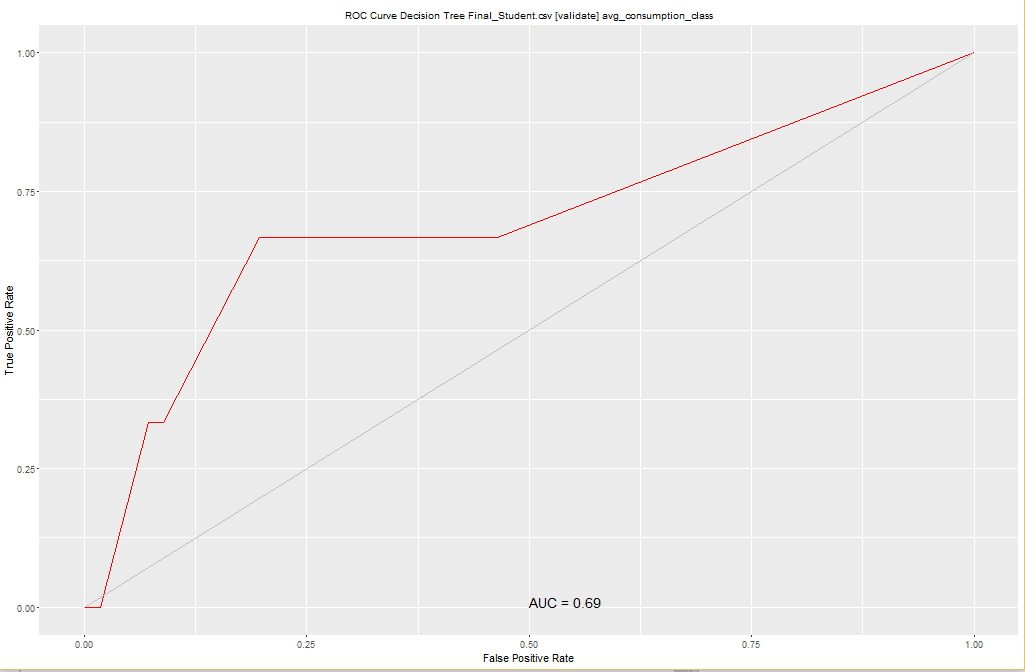 ROC Curve Decision Tree Final_Student.csv [validate] avg_consumption_class
1.00
0.75
0.50
0.25
0.00
True Positive Rate
AUC = 0.69
0.00 0.25 0.50 0.75 1.00
False Positive Rate